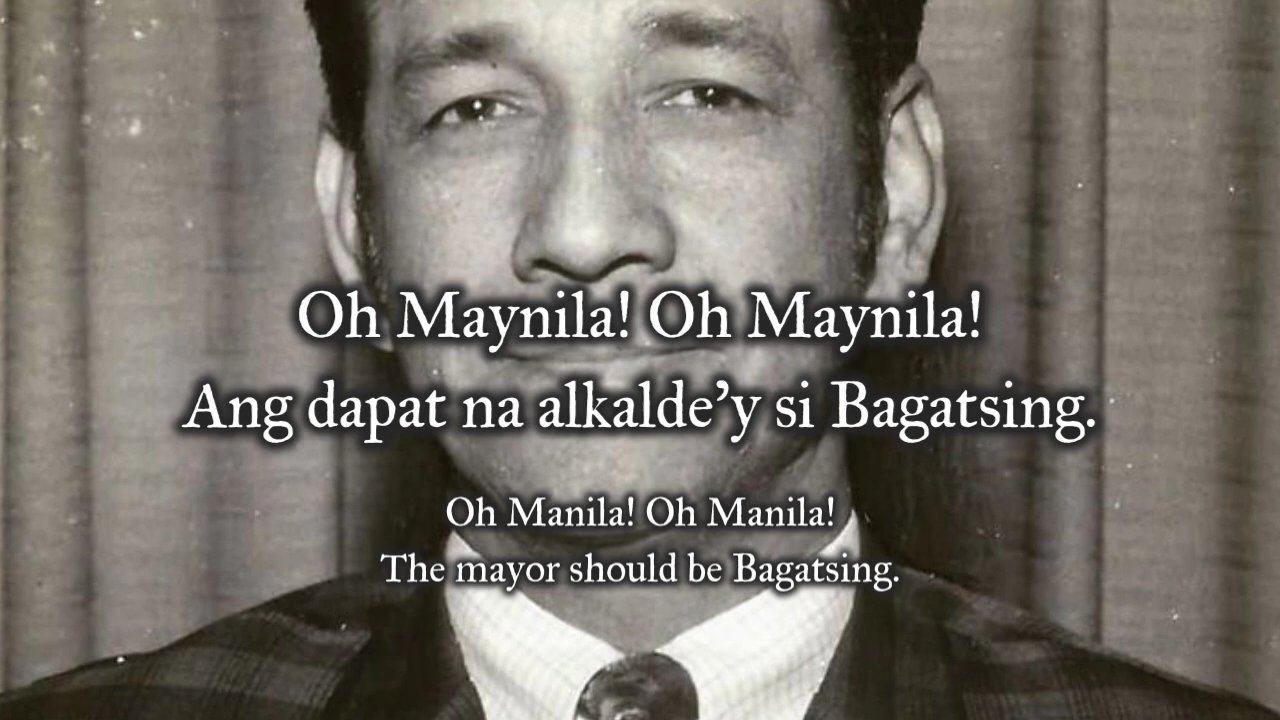 Oh Maynila! Oh Maynila!
Ang dapat na alkalde’y si Bagatsing.
Oh Manila! Oh Manila!
The mayor should be Bagatsing.